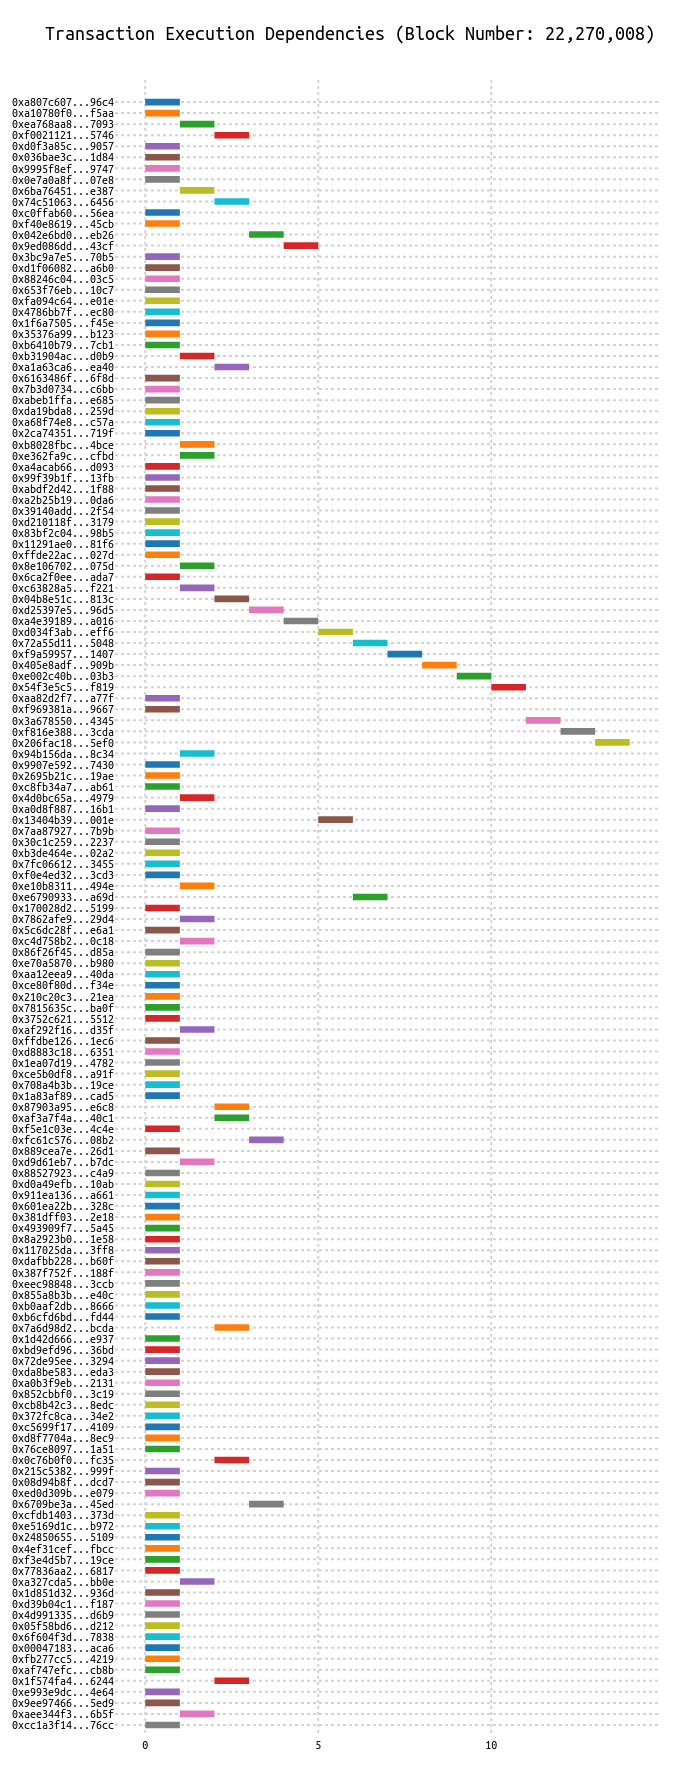 Transaction Execution Dependencies (Block Number: 22,270,008)
0xa807c607...96c4
0xa10780f0...f5aa
0xea768aa8...7093
0xf0021121...5746
0xd0f3a85c...9057
0x036bae3c...1d84
0x9995f8ef...9747
0x0e7a0a8f...07e8
0x6ba76451...e387
0x74c51063...6456
0xc0ffab60...56ea
0xf40e8619...45cb
0x042e6bd0...eb26
0x9ed086dd...43cf
0x3bc9a7e5...70b5
0xd1f06082...a6b0
0x88246c04...03c5
0x653f76eb...10c7
0xfa094c64...e01e
0x4786bb7f...ec80
0x1f6a7505...f45e
0x35376a99...b123
0xb6410b79...7cb1
0xb31904ac...d0b9
0xa1a63ca6...ea40
0x6163486f...6f8d
0x7b3d0734...c6bb
0xabeb1ffa...e685
0xda19bda8...259d
0xa68f74e8...c57a
0x2ca74351...719f
0xb8028fbc...4bce
0xe362fa9c...cfbd
0xa4acab66...d093
0x99f39b1f...13fb
0xabdf2d42...1f88
0xa2b25b19...0da6
0x39140add...2f54
0xd210118f...3179
0x83bf2c04...98b5
0x11291ae0...81f6
0xffde22ac...027d
0x8e106702...075d
0x6ca2f0ee...ada7
0xc63828a5...f221
0x04b8e51c...813c
0xd25397e5...96d5
0xa4e39189...a016
0xd034f3ab...eff6
0x72a55d11...5048
0xf9a59957...1407
0x405e8adf...909b
0xe002c40b...03b3
0x54f3e5c5...f819
0xaa82d2f7...a77f
0xf969381a...9667
0x3a678550...4345
0xf816e388...3cda
0x206fac18...5ef0
0x94b156da...8c34
0x9907e592...7430
0x2695b21c...19ae
0xc8fb34a7...ab61
0x4d0bc65a...4979
0xa0d8f887...16b1
0x13404b39...001e
0x7aa87927...7b9b
0x30c1c259...2237
0xb3de464e...02a2
0x7fc06612...3455
0xf0e4ed32...3cd3
0xe10b8311...494e
0xe6790933...a69d
0x170028d2...5199
0x7862afe9...29d4
0x5c6dc28f...e6a1
0xc4d758b2...0c18
0x86f26f45...d85a
0xe70a5870...b980
0xaa12eea9...40da
0xce80f80d...f34e
0x210c20c3...21ea
0x7815635c...ba0f
0x3752c621...5512
0xaf292f16...d35f
0xffdbe126...1ec6
0xd8883c18...6351
0x1ea07d19...4782
0xce5b0df8...a91f
0x708a4b3b...19ce
0x1a83af89...cad5
0x87903a95...e6c8
0xaf3a7f4a...40c1
0xf5e1c03e...4c4e
0xfc61c576...08b2
0x889cea7e...26d1
0xd9d61eb7...b7dc
0x88527923...c4a9
0xd0a49efb...10ab
0x911ea136...a661
0x601ea22b...328c
0x381dff03...2e18
0x493909f7...5a45
0x8a2923b0...1e58
0x117025da...3ff8
0xdafbb228...b60f
0x387f752f...188f
0xeec98848...3ccb
0x855a8b3b...e40c
0xb0aaf2db...8666
0xb6cfd6bd...fd44
0x7a6d98d2...bcda
0x1d42d666...e937
0xbd9efd96...36bd
0x72de95ee...3294
0xda8be583...eda3
0xa0b3f9eb...2131
0x852cbbf0...3c19
0xcb8b42c3...8edc
0x372fc8ca...34e2
0xc5699f17...4109
0xd8f7704a...8ec9
0x76ce8097...1a51
0x0c76b0f0...fc35
0x215c5382...999f
0x08d94b8f...dcd7
0xed0d309b...e079
0x6709be3a...45ed
0xcfdb1403...373d
0xe5169d1c...b972
0x24850655...5109
0x4ef31cef...fbcc
0xf3e4d5b7...19ce
0x77836aa2...6817
0xa327cda5...bb0e
0x1d851d32...936d
0xd39b04c1...f187
0x4d991335...d6b9
0x05f58bd6...d212
0x6f604f3d...7838
0x00047183...aca6
0xfb277cc5...4219
0xaf747efc...cb8b
0x1f574fa4...6244
0xe993e9dc...4e64
0x9ee97466...5ed9
0xaee344f3...6b5f
0xcc1a3f14...76cc
0 5 10